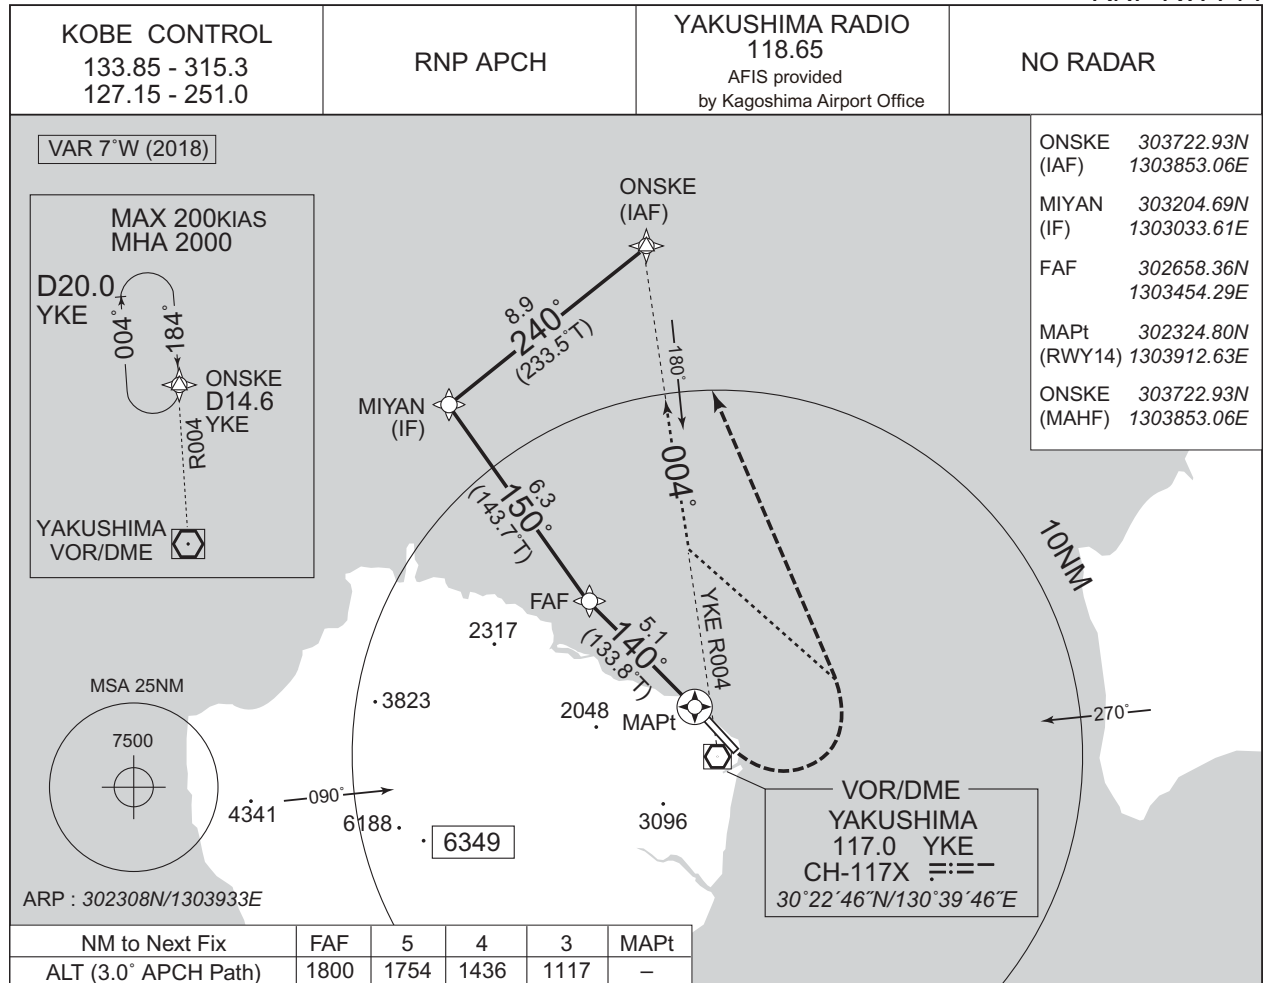 KOBE CONTROL
133.85 - 315.3
127.15 - 251.0
RNP APCH
YAKUSHIMA RADIO
118.65
AFIS provided
by Kagoshima Airport Office
NO RADAR
VAR 7˚W (2018)
MAX 200KIAS
MHA 2000
D20.0
YKE
004˚
184˚
ONSKE
D14.6
YKE
R004
YAKUSHIMA
VOR/DME
ONSKE 303722.93N
(IAF) 1303853.06E
MIYAN 303204.69N
(IF) 1303033.61E
FAF 302658.36N
1303454.29E
MAPt 302324.80N
(RWY14) 1303912.63E
ONSKE 303722.93N
(MAHF) 1303853.06E
ONSKE
(IAF)
8.9
240˚
(233.5˚T)
180˚
MIYAN
(IF)
004˚
6.3
150˚
(143.7˚T)
10NM
FAF
YKE R004
5.1
140˚
(133.8˚T)
2317
3823
2048
MAPt
270˚
MSA 25NM
7500
4341
090˚
6188
6349
3096
VOR/DME
YAKUSHIMA
117.0 YKE
CH-117X
30˚22´46˝N/130˚39´46˝E
ARP : 302308N/1303933E
NM to Next Fix FAF 5 4 3 MAPt
ALT (3.0˚ APCH Path) 1800 1754 1436 1117 –